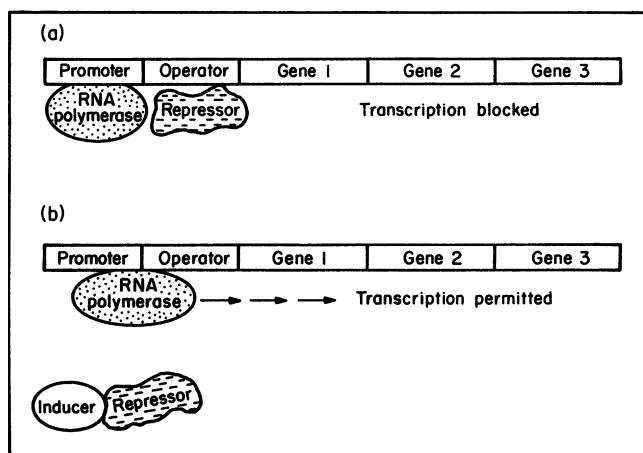 (a)
Promoter Operator Gene 1 Gene 2 Gene 3
RNA
polymerase Repressor Transcription blocked
(b)
Promoter Operator Gene 1 Gene 2 Gene 3
RNA
polymerase Transcription permitted
Inducer Repressor